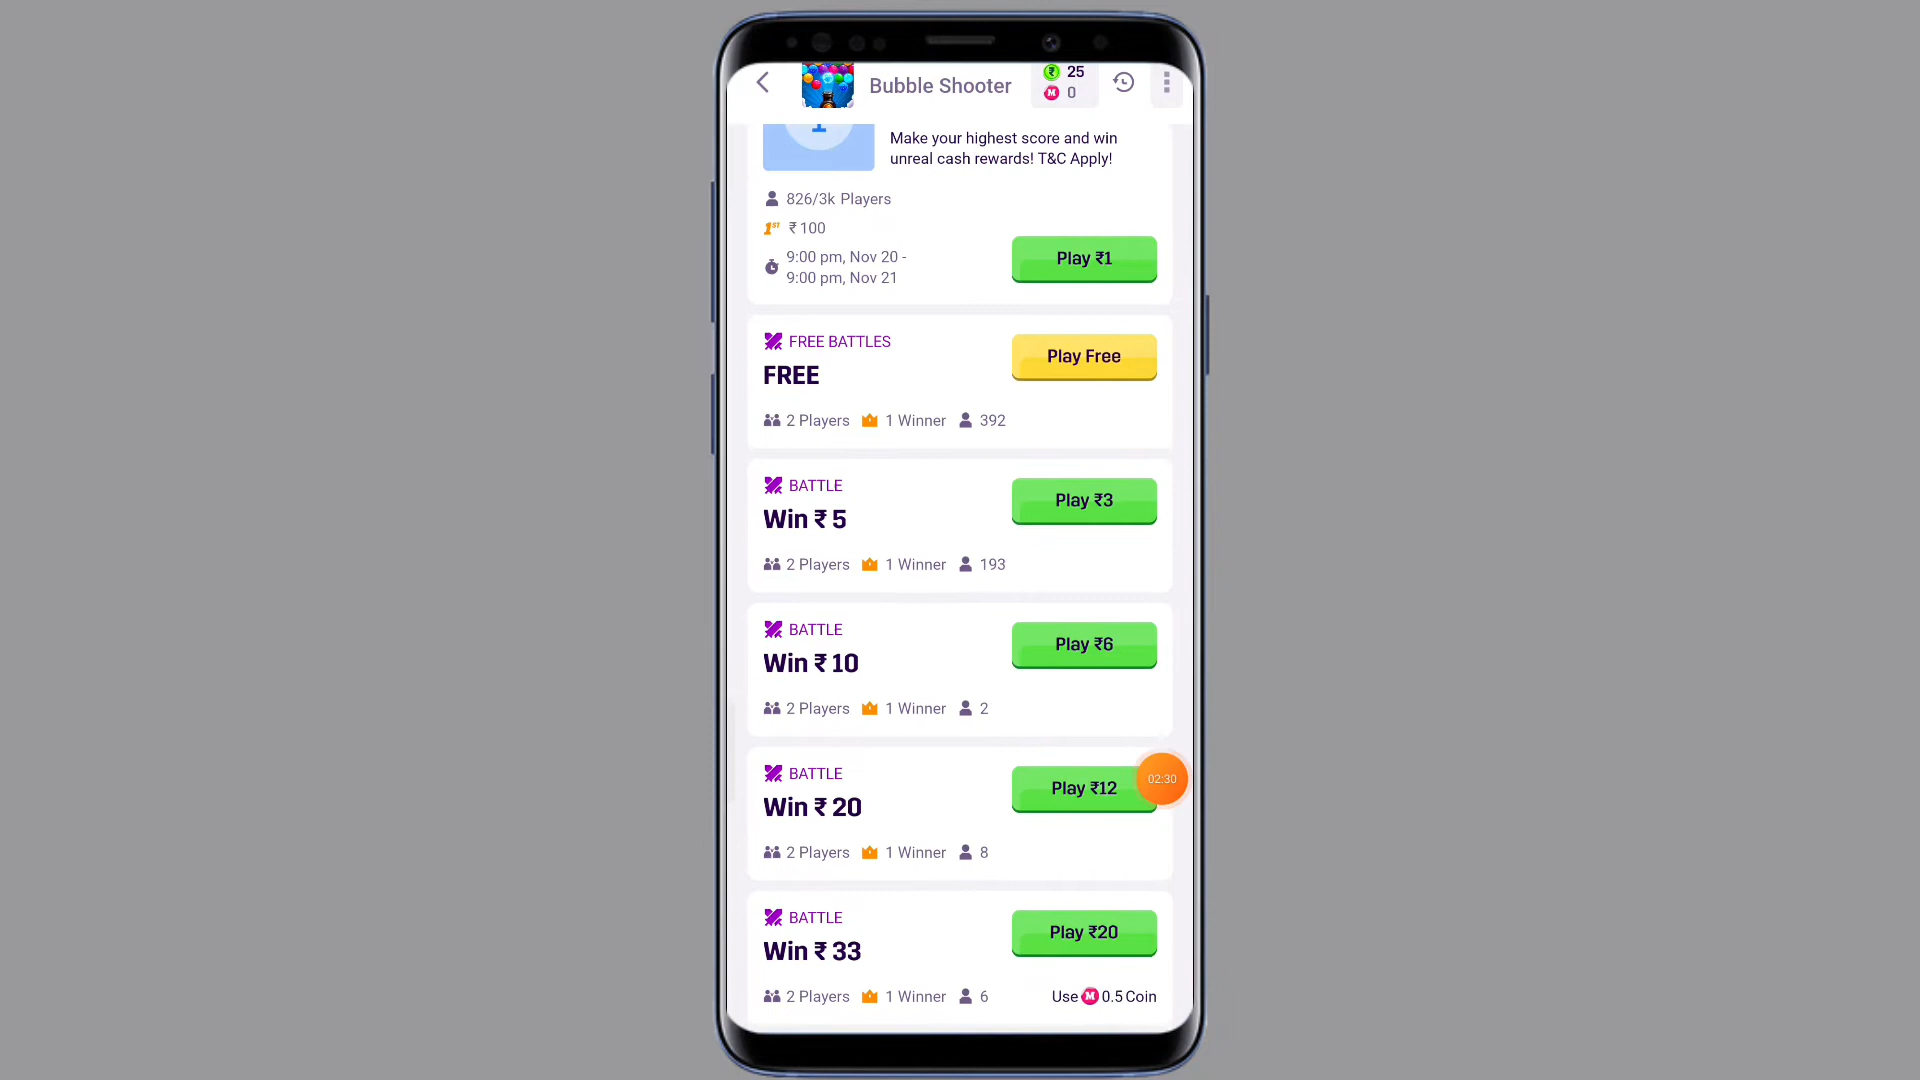 Bubble Shooter
₹ 25
M 0
1
Make your highest score and win
unreal cash rewards! T&C Apply!
826/3k Players
1ST ₹100
9:00 pm, Nov 20 -
9:00 pm, Nov 21
Play ₹1
FREE BATTLES
FREE
Play Free
2 Players 1 Winner 392
BATTLE
Win ₹ 5
Play ₹3
2 Players 1 Winner 193
BATTLE
Win ₹ 10
Play ₹6
2 Players 1 Winner 2
BATTLE
Win ₹ 20
Play ₹12
02:30
2 Players 1 Winner 8
BATTLE
Win ₹ 33
Play ₹20
2 Players 1 Winner 6
Use M 0.5 Coin